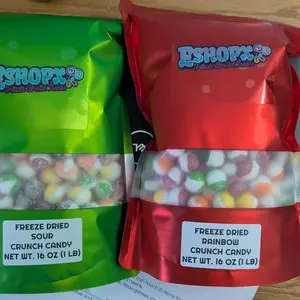 ESHOPX
FREEZE DRIED
SOUR
CRUNCH CANDY
NET WT. 16 OZ (1 LB)
ESHOPX
FREEZE DRIED
RAINBOW
CRUNCH CANDY
NET WT. 16 OZ (1 LB)